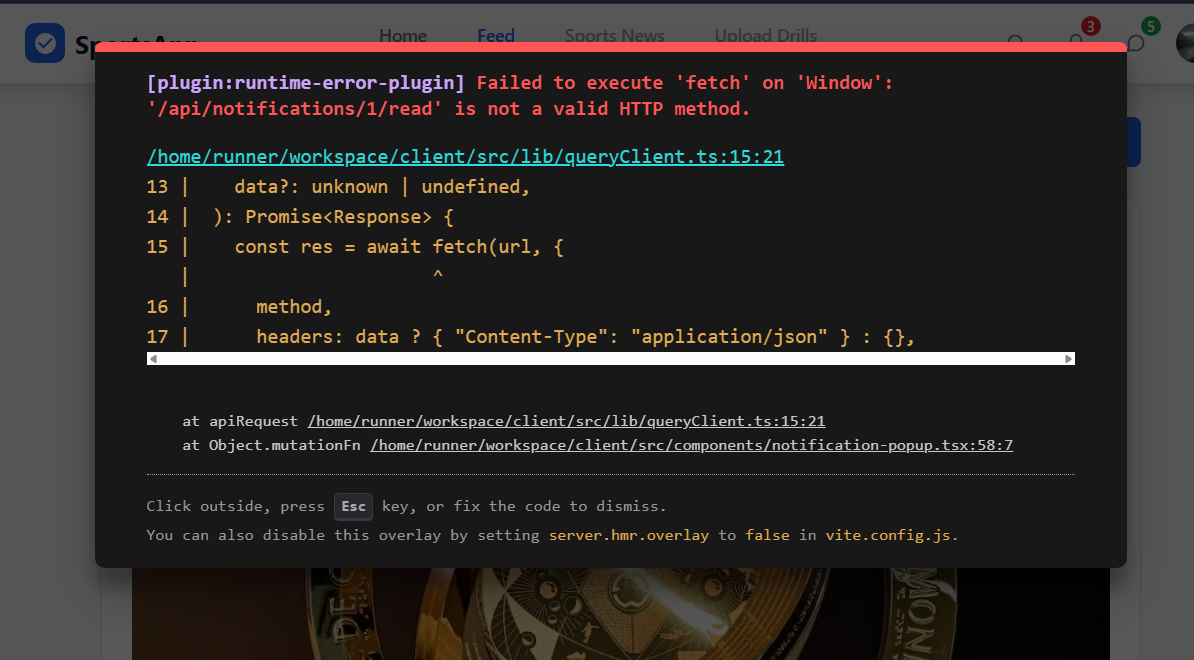 SportsApp
Home Feed Sports News Upload Drills
3 5
[plugin:runtime-error-plugin] Failed to execute 'fetch' on 'Window':
'/api/notifications/1/read' is not a valid HTTP method.
/home/runner/workspace/client/src/lib/queryClient.ts:15:21
13 |    data?: unknown | undefined,
14 |  ): Promise<Response> {
15 |    const res = await fetch(url, {
   |                      ^
16 |      method,
17 |      headers: data ? { "Content-Type": "application/json" } : {},
at apiRequest /home/runner/workspace/client/src/lib/queryClient.ts:15:21
at Object.mutationFn /home/runner/workspace/client/src/components/notification-popup.tsx:58:7
Click outside, press Esc key, or fix the code to dismiss.
You can also disable this overlay by setting server.hmr.overlay to false in vite.config.js.